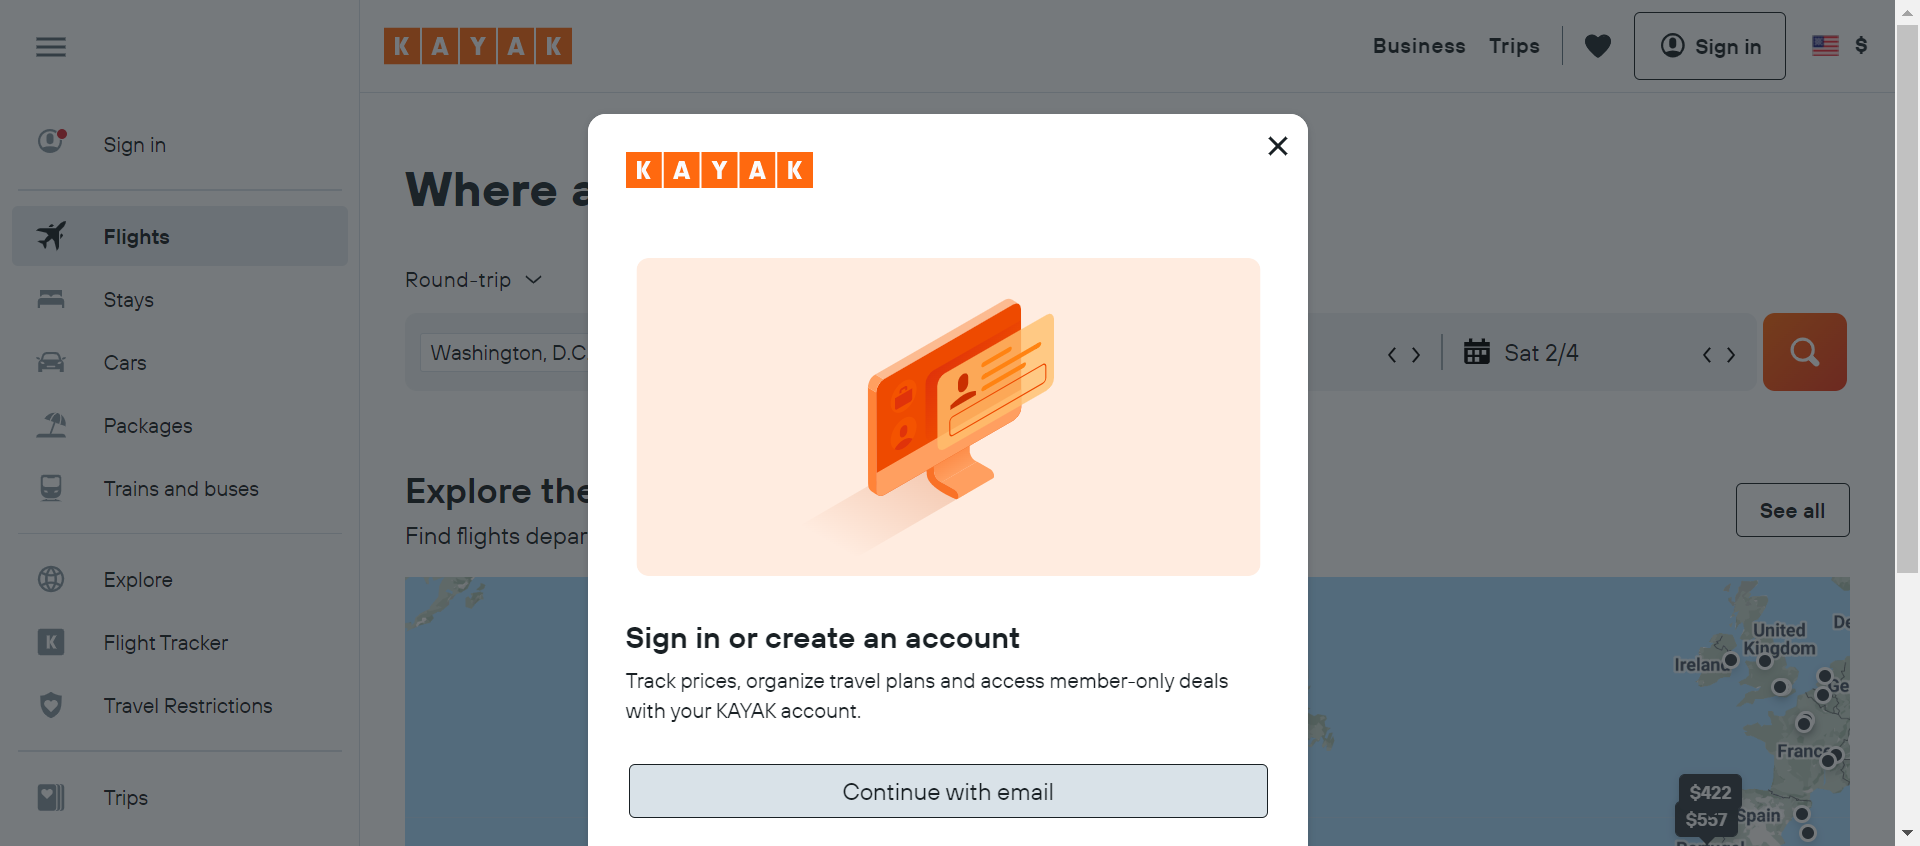 KAYAK
Business
Trips
Sign in
$
Sign in
Flights
Stays
Cars
Packages
Trains and buses
Explore
Flight Tracker
Travel Restrictions
Trips
Where a
Round-trip
Washington, D.C
Sat 2/4
Explore the
Find flights depar
See all
KAYAK
Sign in or create an account
Track prices, organize travel plans and access member-only deals
with your KAYAK account.
Continue with email
United
Kingdom
De
Ireland
Ge
France
$422
$557
Spain
Portugal